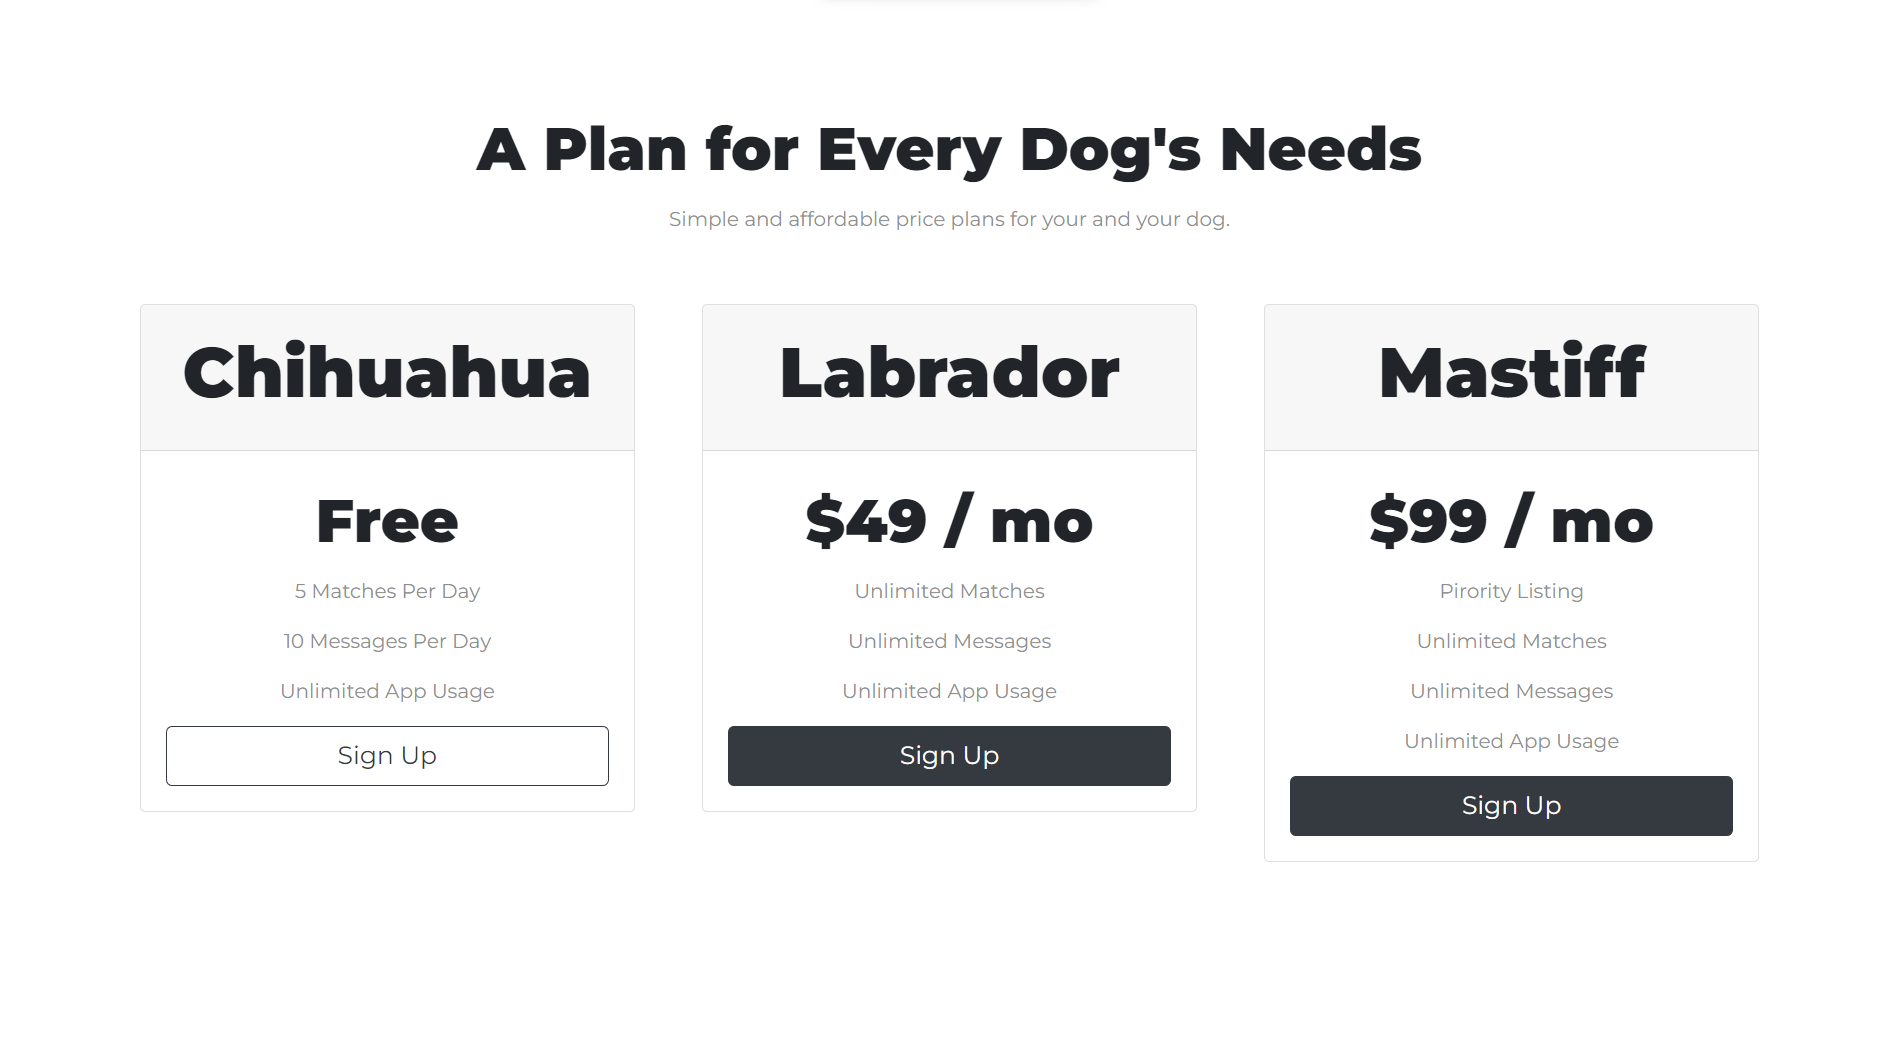 A Plan for Every Dog's Needs
Simple and affordable price plans for your and your dog.
Chihuahua
Free
5 Matches Per Day
10 Messages Per Day
Unlimited App Usage
Sign Up
Labrador
$49 / mo
Unlimited Matches
Unlimited Messages
Unlimited App Usage
Sign Up
Mastiff
$99 / mo
Pirority Listing
Unlimited Matches
Unlimited Messages
Unlimited App Usage
Sign Up